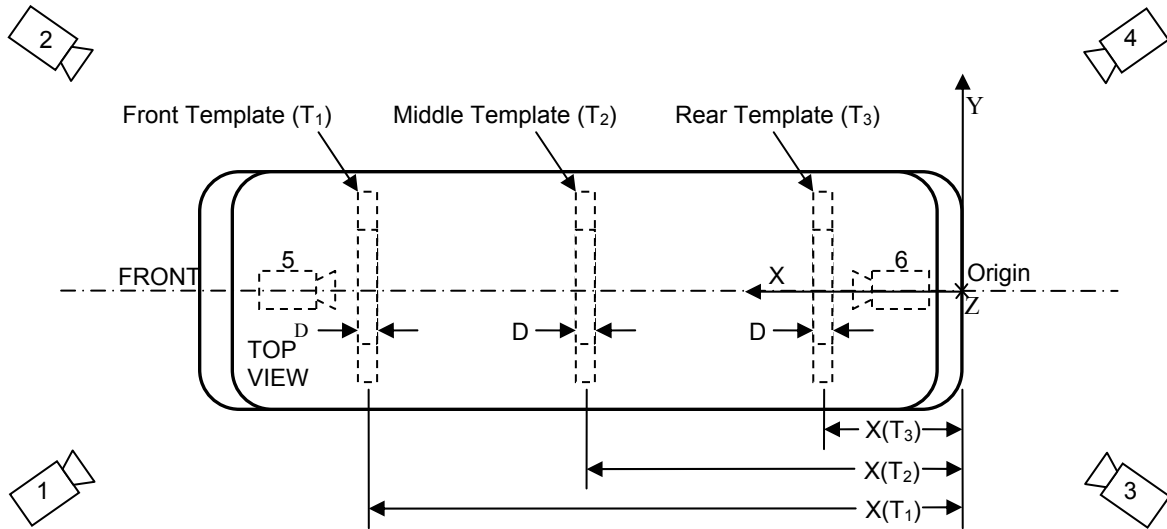 2
4
Y
Front Template (T₁)
Middle Template (T₂)
Rear Template (T₃)
5
6
FRONT
X
Origin
Z
D
D
D
TOP
VIEW
X(T₃)
X(T₂)
X(T₁)
1
3